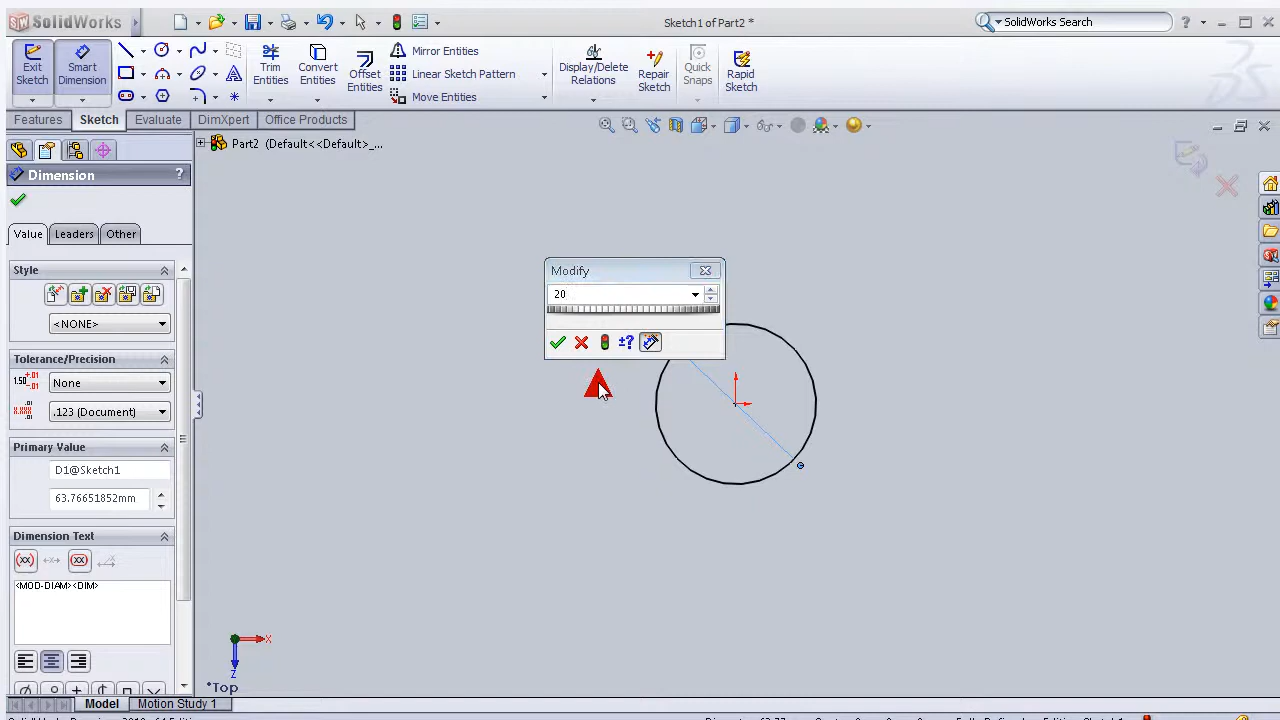 SolidWorks
Sketch1 of Part2 *
SolidWorks Search
Exit Sketch
Smart Dimension
Trim Entities
Convert Entities
Offset Entities
Mirror Entities
Linear Sketch Pattern
Move Entities
Display/Delete Relations
Repair Sketch
Quick Snaps
Rapid Sketch
Features
Sketch
Evaluate
DimXpert
Office Products
Part2 (Default<<Default>_...
Dimension
?
Value
Leaders
Other
Style
<NONE>
Tolerance/Precision
None
.123 (Document)
Primary Value
D1@Sketch1
63.76651852mm
Dimension Text
<MOD-DIAM><DIM>
Modify
20
X
Z
*Top
Model
Motion Study 1